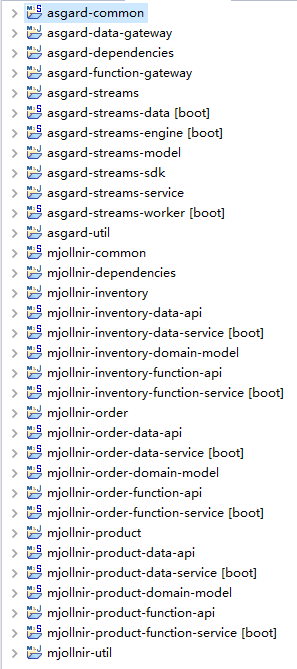 asgard-common
asgard-data-gateway
asgard-dependencies
asgard-function-gateway
asgard-streams
asgard-streams-data [boot]
asgard-streams-engine [boot]
asgard-streams-model
asgard-streams-sdk
asgard-streams-service
asgard-streams-worker [boot]
asgard-util
mjollnir-common
mjollnir-dependencies
mjollnir-inventory
mjollnir-inventory-data-api
mjollnir-inventory-data-service [boot]
mjollnir-inventory-domain-model
mjollnir-inventory-function-api
mjollnir-inventory-function-service [boot]
mjollnir-order
mjollnir-order-data-api
mjollnir-order-data-service [boot]
mjollnir-order-domain-model
mjollnir-order-function-api
mjollnir-order-function-service [boot]
mjollnir-product
mjollnir-product-data-api
mjollnir-product-data-service [boot]
mjollnir-product-domain-model
mjollnir-product-function-api
mjollnir-product-function-service [boot]
mjollnir-util